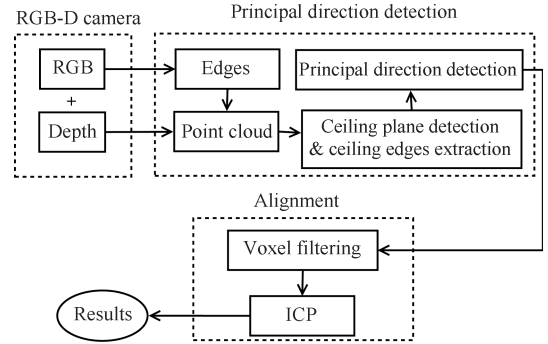 RGB-D camera
Principal direction detection
RGB
Edges
Principal direction detection
+
Depth
Point cloud
Ceiling plane detection
& ceiling edges extraction
Alignment
Voxel filtering
Results
ICP